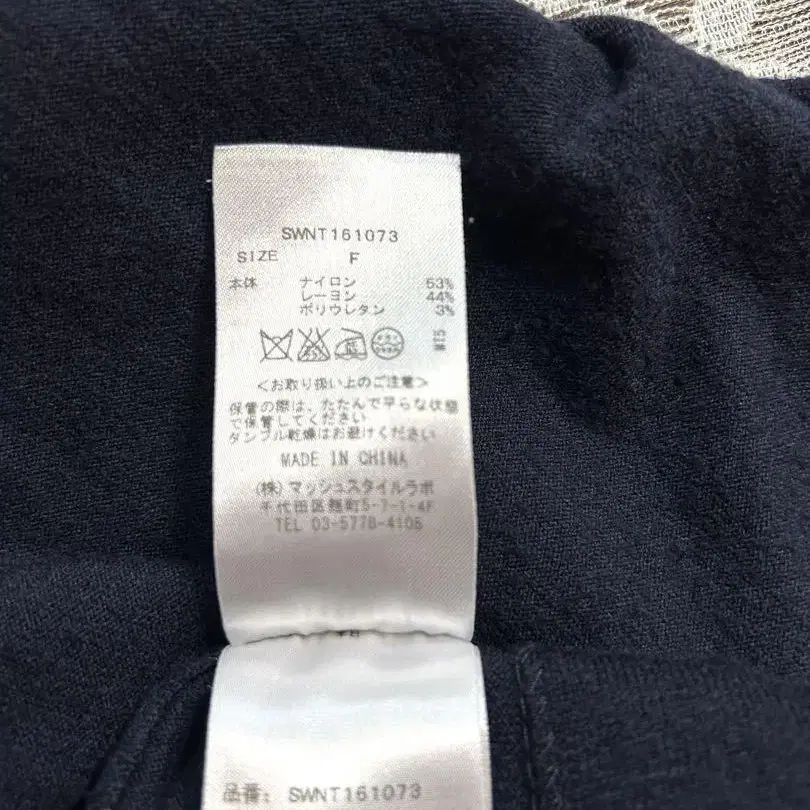 SWNT161073
SIZE F
本体 ナイロン 53%
レーヨン 44%
ポリウレタン 3%
<お取り扱い上のご注意>
保管の際は、たたんで平らな状態
で保管してください
タンブル乾燥はお避けください
MADE IN CHINA
(株)マッシュスタイルラボ
千代田区麹町5-7-1-4F
TEL 03-5778-4106
品番: SWNT161073